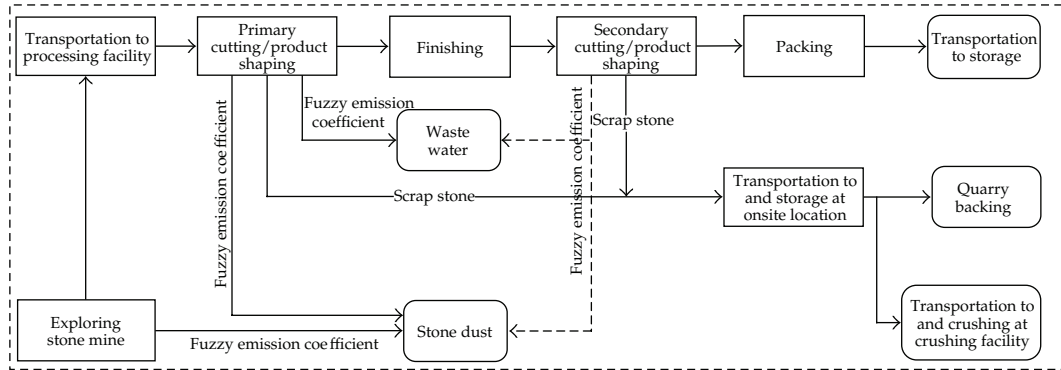 Transportation to
processing facility
Primary
cutting/product
shaping
Finishing
Secondary
cutting/product
shaping
Packing
Transportation
to storage
Fuzzy emission
coefficient
Waste
water
Scrap stone
Fuzzy emission coefficient
Fuzzy emission coefficient
Scrap stone
Transportation to
and storage at
onsite location
Quarry
backing
Exploring
stone mine
Fuzzy emission coefficient
Stone dust
Transportation to
and crushing at
crushing facility